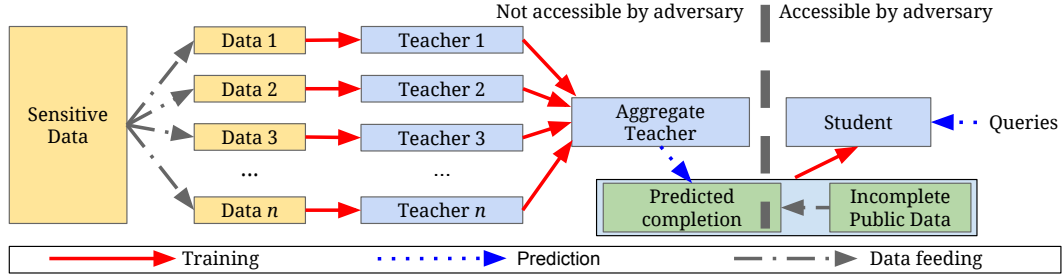 Not accessible by adversary
Accessible by adversary
Sensitive
Data
Data 1
Teacher 1
Data 2
Teacher 2
Data 3
Teacher 3
...
...
Data n
Teacher n
Aggregate
Teacher
Student
Queries
Predicted
completion
Incomplete
Public Data
Training
Prediction
Data feeding